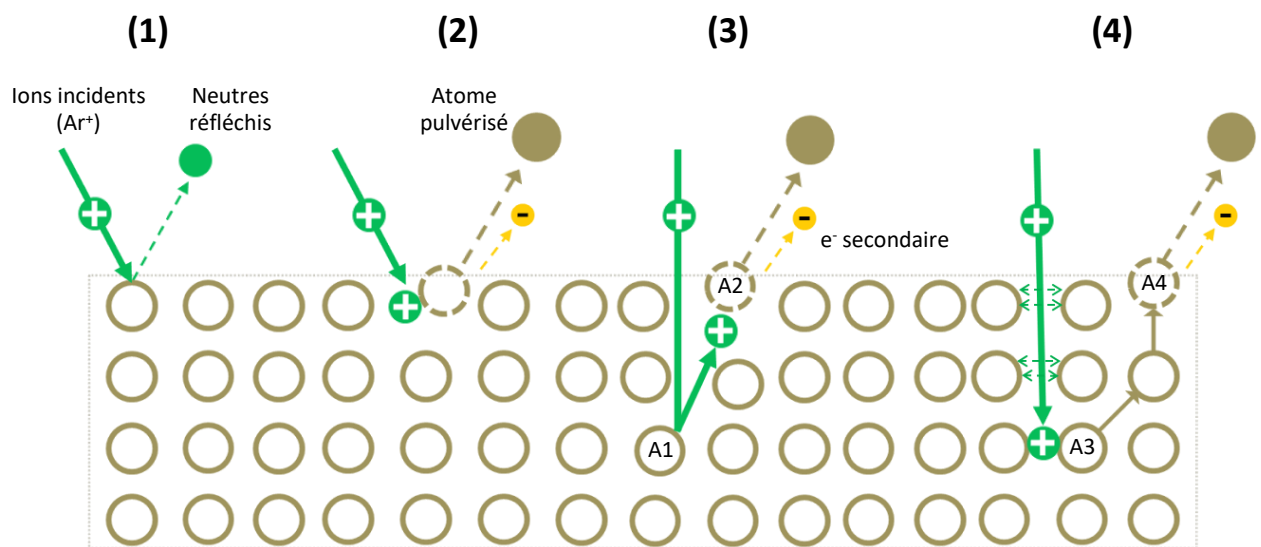 (1)
(2)
(3)
(4)
Ions incidents
(Ar⁺)
Neutres
réfléchis
Atome
pulvérisé
e⁻ secondaire
+
+
+
+
-
-
-
+
+
+
A1
A2
A3
A4